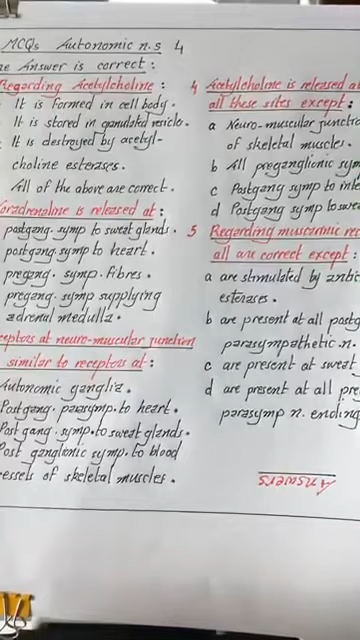 MCQs Autonomic n.s 4
Answer is correct :
Regarding Acetylcholine :
It is formed in cell body.
It is stored in granulated vesicle.
It is destroyed by acetyl-
choline esterases.
All of the above are correct.
Noradrenaline is released at :
postgang. symp to sweat glands.
postgang. symp to heart.
pregang. symp. fibres.
pregang. symp supplying
adrenal medulla.
receptors at neuro-muscular junction
similar to receptors at :
Autonomic ganglia.
Postgang. parasymp. to heart.
Postgang. symp. to sweat glands.
Post ganglionic symp. to blood
vessels of skeletal muscles.
4 Acetylcholine is released at
all these sites except :
a Neuro-muscular
of skeletal muscles.
b All preganglionic
c Postgang symp to
d Postgang symp to
5 Regarding muscarinic
all are correct except :
a are stimulated by
esterases.
b are present at all
parasympathetic n.
c are present at sweat
d are present at all
parasymp n. ending
Answers